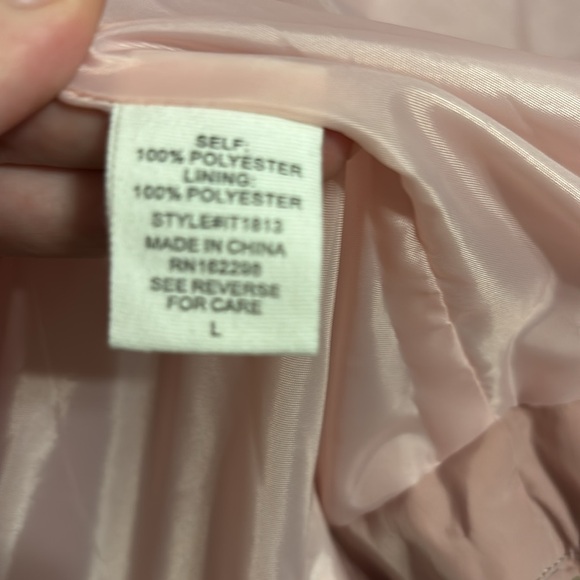 SELF:
100% POLYESTER
LINING:
100% POLYESTER
STYLE#IT1813
MADE IN CHINA
RN162298
SEE REVERSE
FOR CARE
L